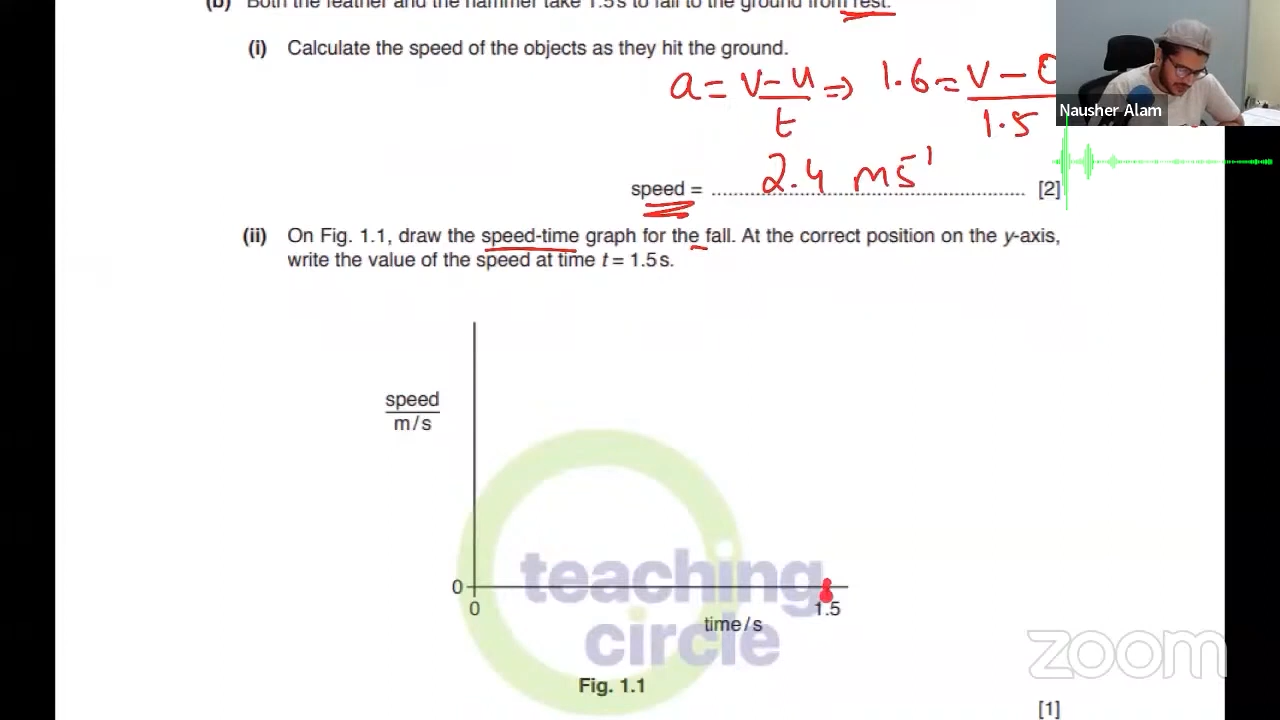 (b) Both the feather and the hammer take 1.5 s to fall to the ground from rest.
(i) Calculate the speed of the objects as they hit the ground.
a = v - u / t ⇒ 1.6 = v - 0 / 1.5
Nausher Alam
speed = 2.4 ms¹ [2]
(ii) On Fig. 1.1, draw the speed-time graph for the fall. At the correct position on the y-axis,
write the value of the speed at time t = 1.5 s.
speed
m / s
teaching
circle
0
0
1.5
time / s
Fig. 1.1
zoom
[1]